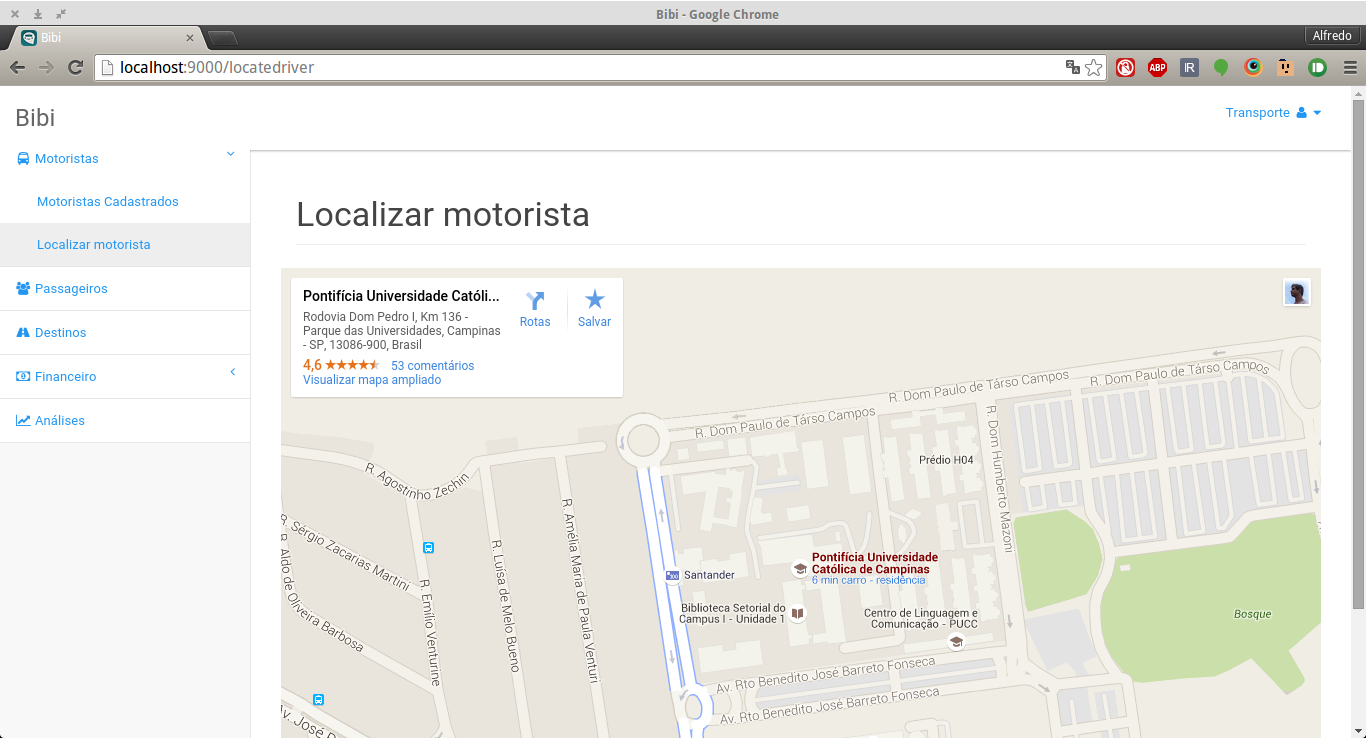 Bibi - Google Chrome
Bibi
Alfredo
localhost:9000/locatedriver
ABP
R
Bibi
Transporte
Motoristas
Motoristas Cadastrados
Localizar motorista
Passageiros
Destinos
Financeiro
Análises
Localizar motorista
Pontifícia Universidade Católi...
Rodovia Dom Pedro I, Km 136 -
Parque das Universidades, Campinas
- SP, 13086-900, Brasil
4,6
53 comentários
Visualizar mapa ampliado
Rotas
Salvar
R. Dom Paulo de Társo Campos
R. Dom Paulo de Társo Campos
R. Dom Paulo de Társo Campos
Prédio H04
R. Dom Humberto Mazoni
R. Agostinho Zechin
R. Sérgio Zacarias Martini
R. Aldo de Oliveira Barbosa
R. Emílio Venturine
R. Luísa de Melo Bueno
R. Amélia Maria de Paula Venturi
Santander
Pontifícia Universidade
Católica de Campinas
6 min carro - residência
Biblioteca Setorial do
Campus I - Unidade 1
Centro de Linguagem e
Comunicação - PUCC
Bosque
Av. Rto Benedito José Barreto Fonseca
Av. Rto Benedito José Barreto Fonseca